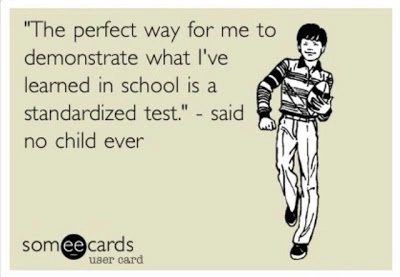 "The perfect way for me to
demonstrate what I've
learned in school is a
standardized test." - said
no child ever
someecards
user card